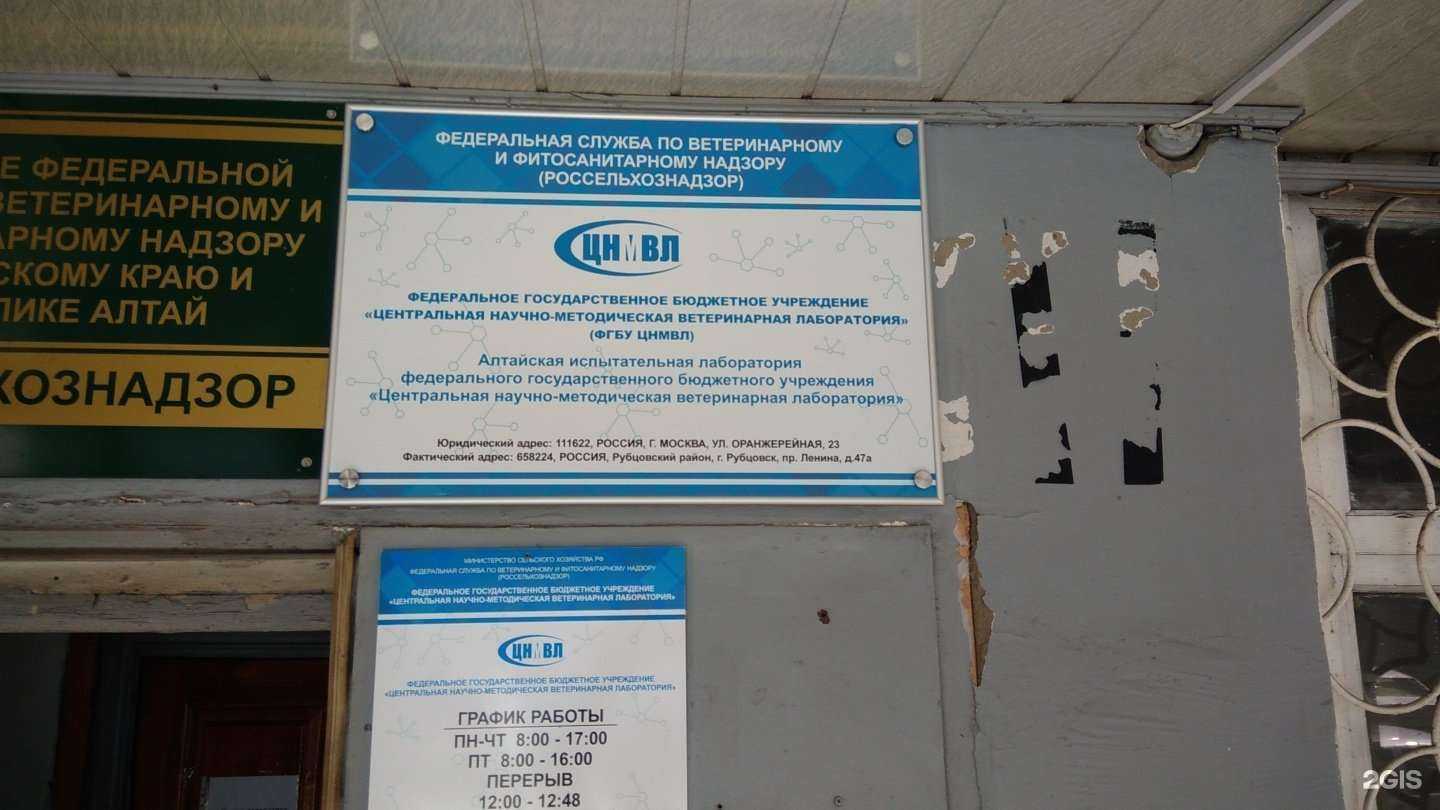 Е ФЕДЕРАЛЬНОЙ
ВЕТЕРИНАРНОМУ И
АРНОМУ НАДЗОРУ
СКОМУ КРАЮ И
ЛИКЕ АЛТАЙ
ХОЗНАДЗОР
ФЕДЕРАЛЬНАЯ СЛУЖБА ПО ВЕТЕРИНАРНОМУ
И ФИТОСАНИТАРНОМУ НАДЗОРУ
(РОССЕЛЬХОЗНАДЗОР)
ЦНМВЛ
ФЕДЕРАЛЬНОЕ ГОСУДАРСТВЕННОЕ БЮДЖЕТНОЕ УЧРЕЖДЕНИЕ
«ЦЕНТРАЛЬНАЯ НАУЧНО-МЕТОДИЧЕСКАЯ ВЕТЕРИНАРНАЯ ЛАБОРАТОРИЯ»
(ФГБУ ЦНМВЛ)
Алтайская испытательная лаборатория
федерального государственного бюджетного учреждения
«Центральная научно-методическая ветеринарная лаборатория»
Юридический адрес: 111622, РОССИЯ, Г. МОСКВА, УЛ. ОРАНЖЕРЕЙНАЯ, 23
Фактический адрес: 658224, РОССИЯ, Рубцовский район, г. Рубцовск, пр. Ленина, д.47а
МИНИСТЕРСТВО СЕЛЬСКОГО ХОЗЯЙСТВА РФ
ФЕДЕРАЛЬНАЯ СЛУЖБА ПО ВЕТЕРИНАРНОМУ И ФИТОСАНИТАРНОМУ НАДЗОРУ
(РОССЕЛЬХОЗНАДЗОР)
ФЕДЕРАЛЬНОЕ ГОСУДАРСТВЕННОЕ БЮДЖЕТНОЕ УЧРЕЖДЕНИЕ
«ЦЕНТРАЛЬНАЯ НАУЧНО-МЕТОДИЧЕСКАЯ ВЕТЕРИНАРНАЯ ЛАБОРАТОРИЯ»
ЦНМВЛ
ФЕДЕРАЛЬНОЕ ГОСУДАРСТВЕННОЕ БЮДЖЕТНОЕ УЧРЕЖДЕНИЕ
«ЦЕНТРАЛЬНАЯ НАУЧНО-МЕТОДИЧЕСКАЯ ВЕТЕРИНАРНАЯ ЛАБОРАТОРИЯ»
ГРАФИК РАБОТЫ
ПН-ЧТ 8:00 - 17:00
ПТ 8:00 - 16:00
ПЕРЕРЫВ
12:00 - 12:48
2GIS